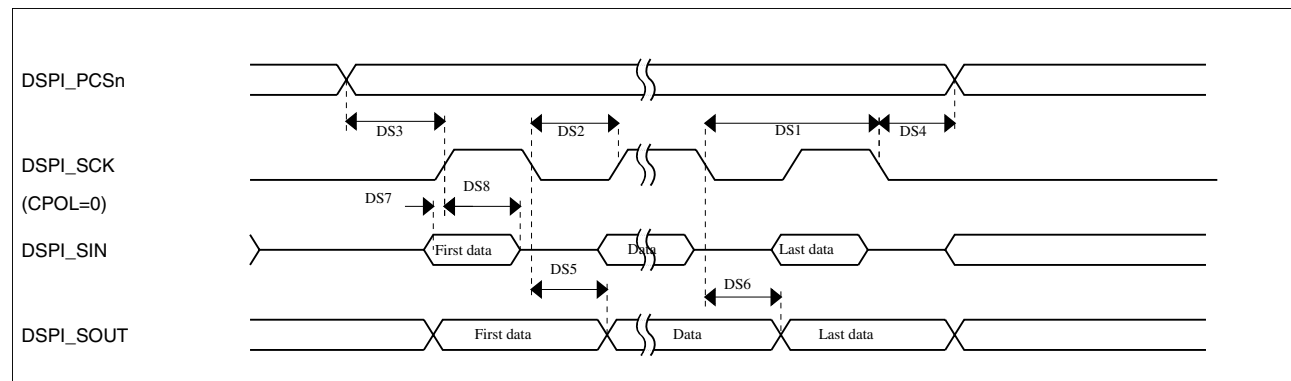 DSPI_PCSn
DS3
DS2
DS1
DS4
DSPI_SCK
DS7
DS8
(CPOL=0)
DSPI_SIN
First data
Data
Last data
DS5
DS6
DSPI_SOUT
First data
Data
Last data